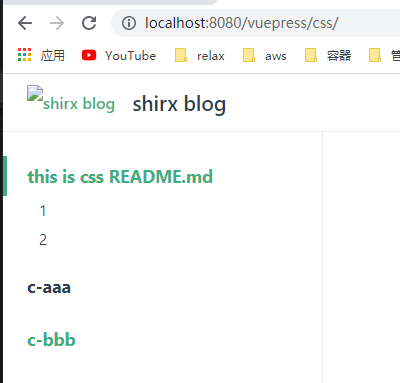 localhost:8080/vuepress/css/
应用 YouTube relax aws 容器
shirx blog shirx blog
this is css README.md
1
2
c-aaa
c-bbb